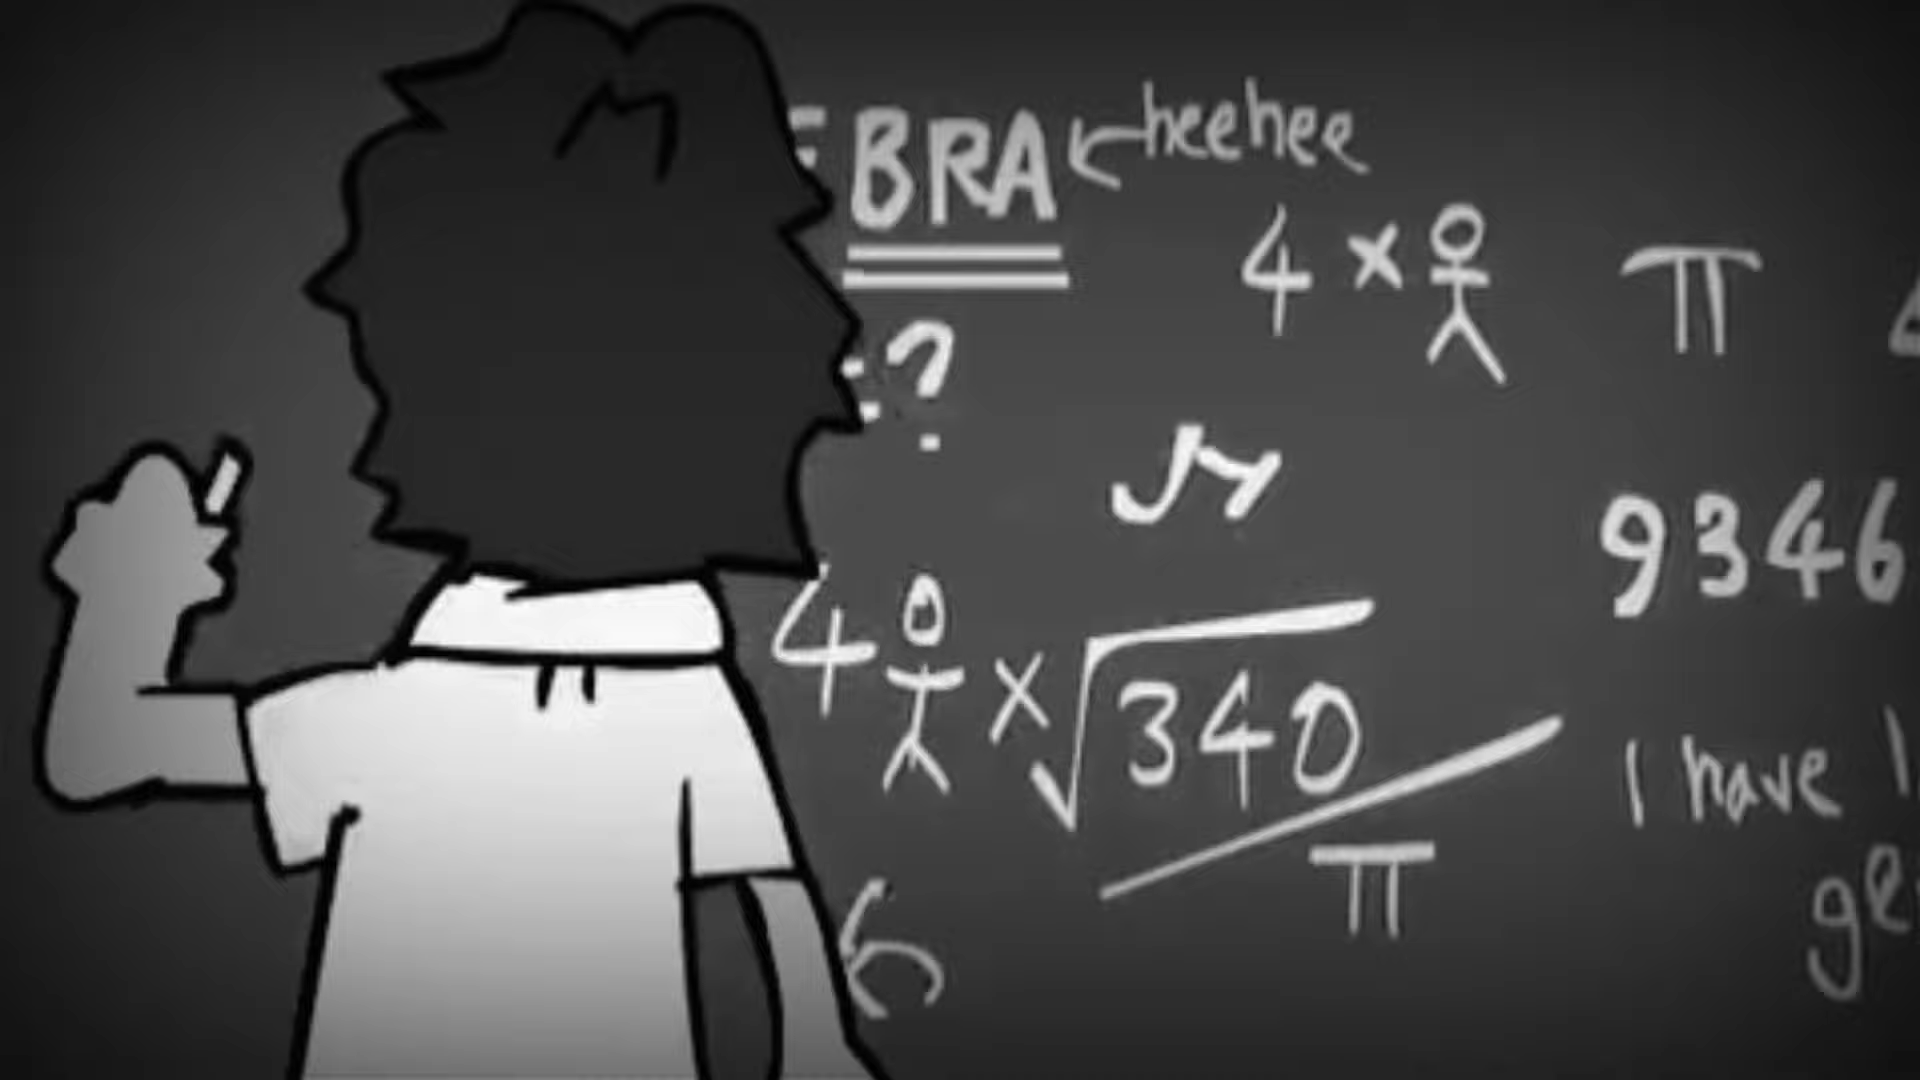 BRA heehee
4 ×
π
?
9346
4 × √340
π
I have